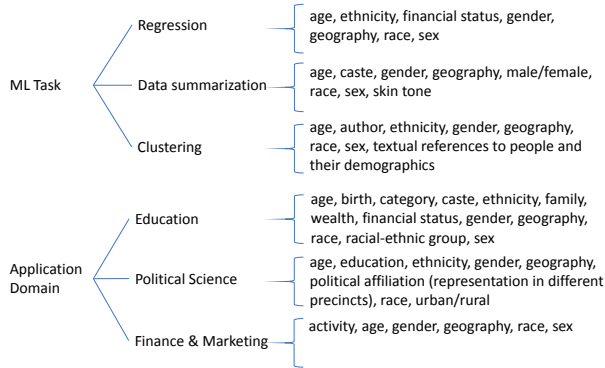 Regression
age, ethnicity, financial status, gender,
geography, race, sex
ML Task
Data summarization
age, caste, gender, geography, male/female,
race, sex, skin tone
Clustering
age, author, ethnicity, gender, geography,
race, sex, textual references to people and
their demographics
Education
age, birth, category, caste, ethnicity, family,
wealth, financial status, gender, geography,
race, racial-ethnic group, sex
Application
Domain
Political Science
age, education, ethnicity, gender, geography,
political affiliation (representation in different
precincts), race, urban/rural
Finance & Marketing
activity, age, gender, geography, race, sex